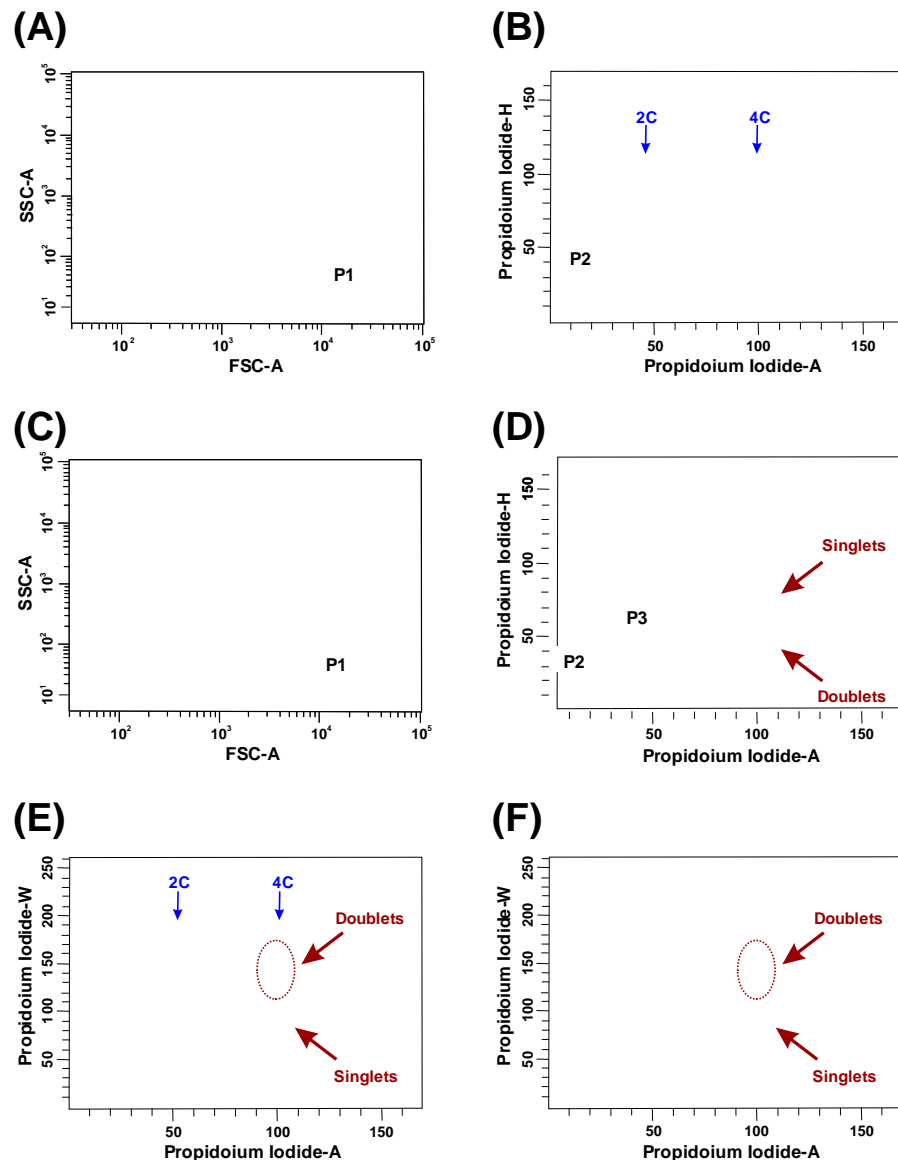 (A)
SSC-A
10^5
10^4
10^3
10^2
10^1
P1
10^2 10^3 10^4 10^5
FSC-A
(B)
Propidoium Iodide-H
150
100
50
2C 4C
P2
50 100 150
Propidoium Iodide-A
(C)
SSC-A
10^5
10^4
10^3
10^2
10^1
P1
10^2 10^3 10^4 10^5
FSC-A
(D)
Propidoium Iodide-H
150
100
50
Singlets
P3
P2
Doublets
50 100 150
Propidoium Iodide-A
(E)
Propidoium Iodide-W
250
200
150
100
50
2C 4C
Doublets
Singlets
50 100 150
Propidoium Iodide-A
(F)
Propidoium Iodide-W
250
200
150
100
50
Doublets
Singlets
50 100 150
Propidoium Iodide-A